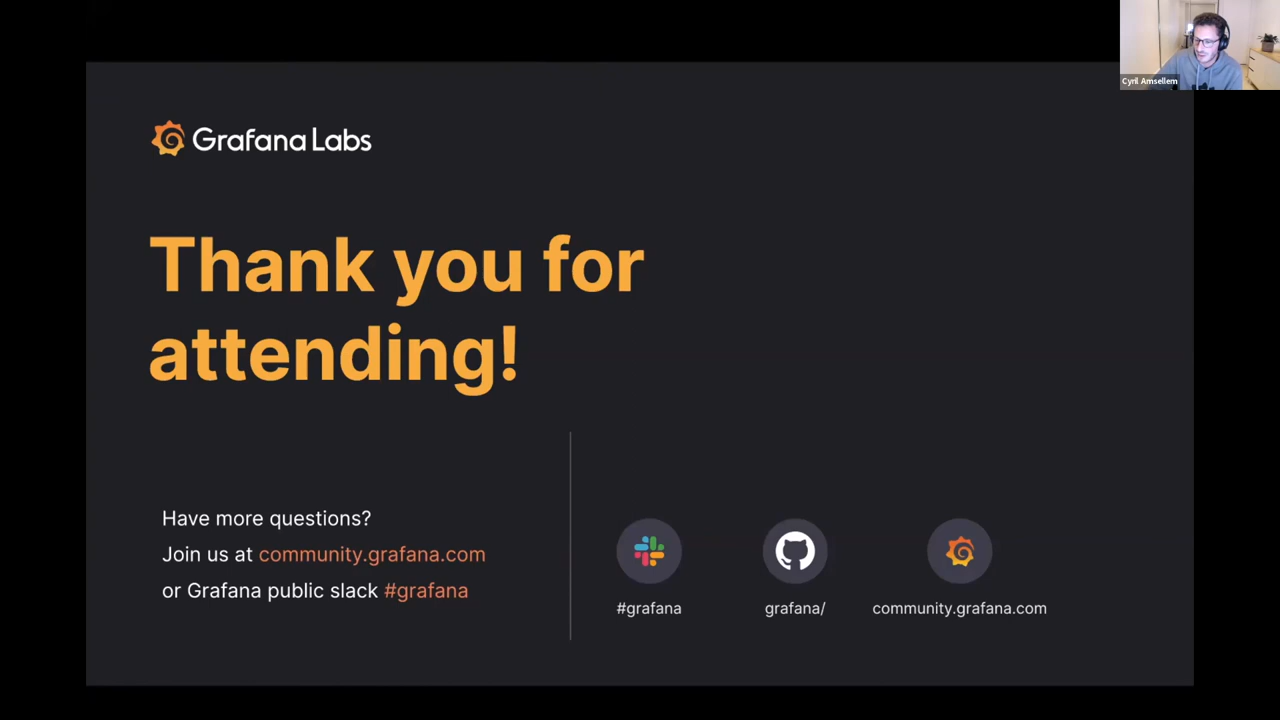 Cyril Amsellem
Grafana Labs
Thank you for
attending!
Have more questions?
Join us at community.grafana.com
or Grafana public slack #grafana
#grafana
grafana/
community.grafana.com